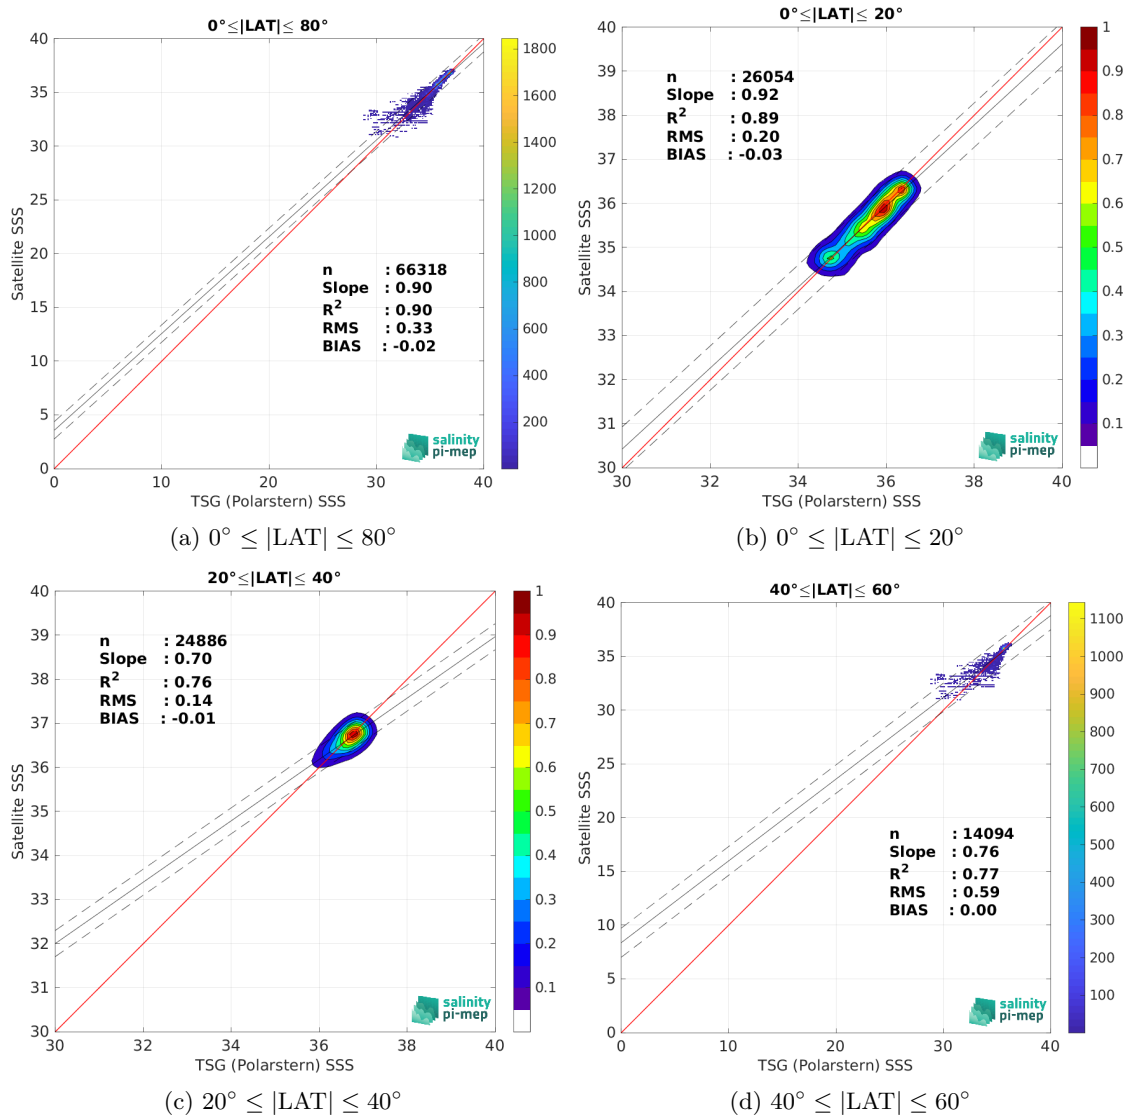 0°≤|LAT|≤ 80°
40
35
30
25
20
15
10
5
0
Satellite SSS
0
10
20
30
40
TSG (Polarstern) SSS
n : 66318
Slope : 0.90
R² : 0.90
RMS : 0.33
BIAS : -0.02
salinity
pi-mep
1800
1600
1400
1200
1000
800
600
400
200
(a) 0° ≤ |LAT| ≤ 80°
0°≤|LAT|≤ 20°
40
39
38
37
36
35
34
33
32
31
30
Satellite SSS
30
32
34
36
38
40
TSG (Polarstern) SSS
n : 26054
Slope : 0.92
R² : 0.89
RMS : 0.20
BIAS : -0.03
salinity
pi-mep
1
0.9
0.8
0.7
0.6
0.5
0.4
0.3
0.2
0.1
(b) 0° ≤ |LAT| ≤ 20°
20°≤|LAT|≤ 40°
40
39
38
37
36
35
34
33
32
31
30
Satellite SSS
30
32
34
36
38
40
TSG (Polarstern) SSS
n : 24886
Slope : 0.70
R² : 0.76
RMS : 0.14
BIAS : -0.01
salinity
pi-mep
1
0.9
0.8
0.7
0.6
0.5
0.4
0.3
0.2
0.1
(c) 20° ≤ |LAT| ≤ 40°
40°≤|LAT|≤ 60°
40
35
30
25
20
15
10
5
0
Satellite SSS
0
10
20
30
40
TSG (Polarstern) SSS
n : 14094
Slope : 0.76
R² : 0.77
RMS : 0.59
BIAS : 0.00
salinity
pi-mep
1100
1000
900
800
700
600
500
400
300
200
100
(d) 40° ≤ |LAT| ≤ 60°